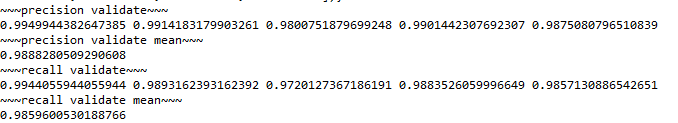 ~~~precision validate~~~
0.9949944382647385 0.9914183179903261 0.9800751879699248 0.9901442307692307 0.9875080796510839
~~~precision validate mean~~~
0.9888280509290608
~~~recall validate~~~
0.9944055944055944 0.9893162393162392 0.9720127367186191 0.9883526059996649 0.9857130886542651
~~~recall validate mean~~~
0.9859600530188766